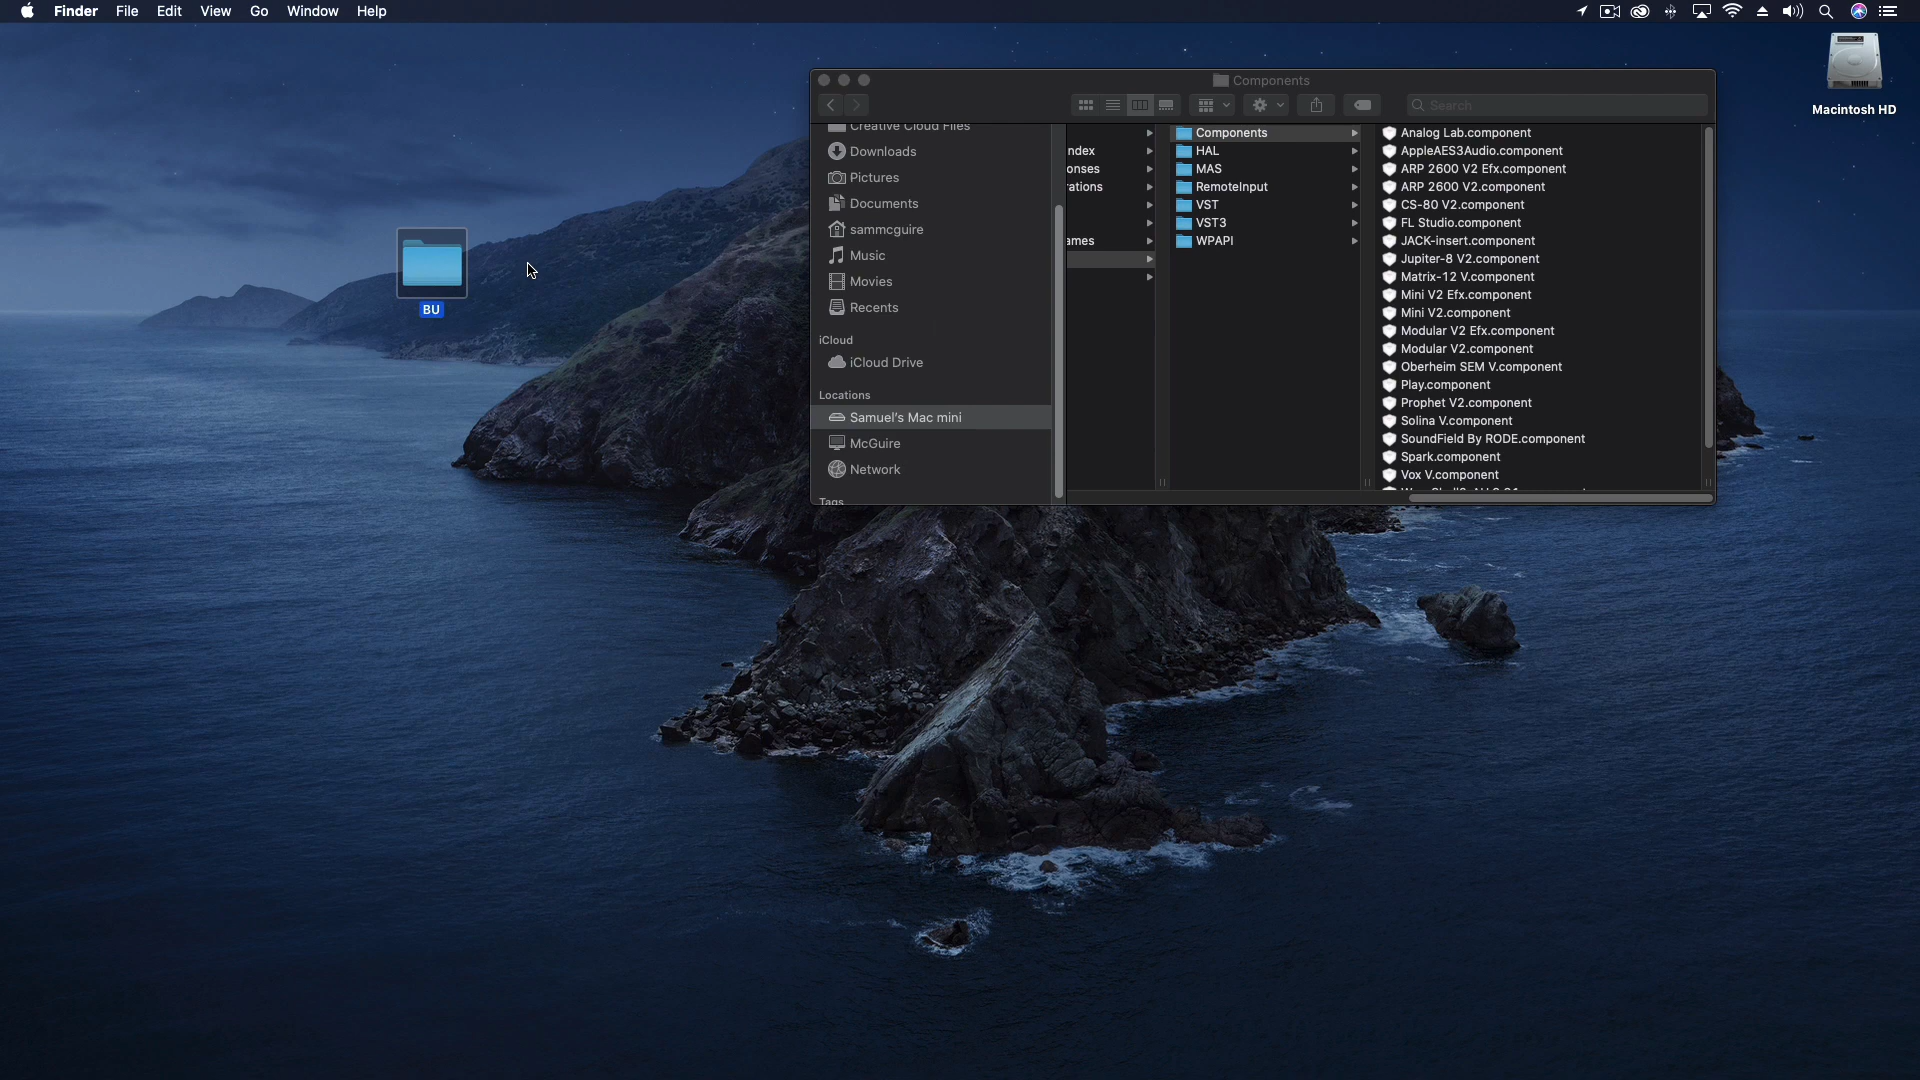 Finder File Edit View Go Window Help
Macintosh HD
Components
Search
Creative Cloud Files
Downloads
Pictures
Documents
sammcguire
Music
Movies
Recents
iCloud
iCloud Drive
Locations
Samuel's Mac mini
McGuire
Network
Tags
ndex
onses
rations
ames
Components
HAL
MAS
RemoteInput
VST
VST3
WPAPI
Analog Lab.component
AppleAES3Audio.component
ARP 2600 V2 Efx.component
ARP 2600 V2.component
CS-80 V2.component
FL Studio.component
JACK-insert.component
Jupiter-8 V2.component
Matrix-12 V.component
Mini V2 Efx.component
Mini V2.component
Modular V2 Efx.component
Modular V2.component
Oberheim SEM V.component
Play.component
Prophet V2.component
Solina V.component
SoundField By RODE.component
Spark.component
Vox V.component
BU